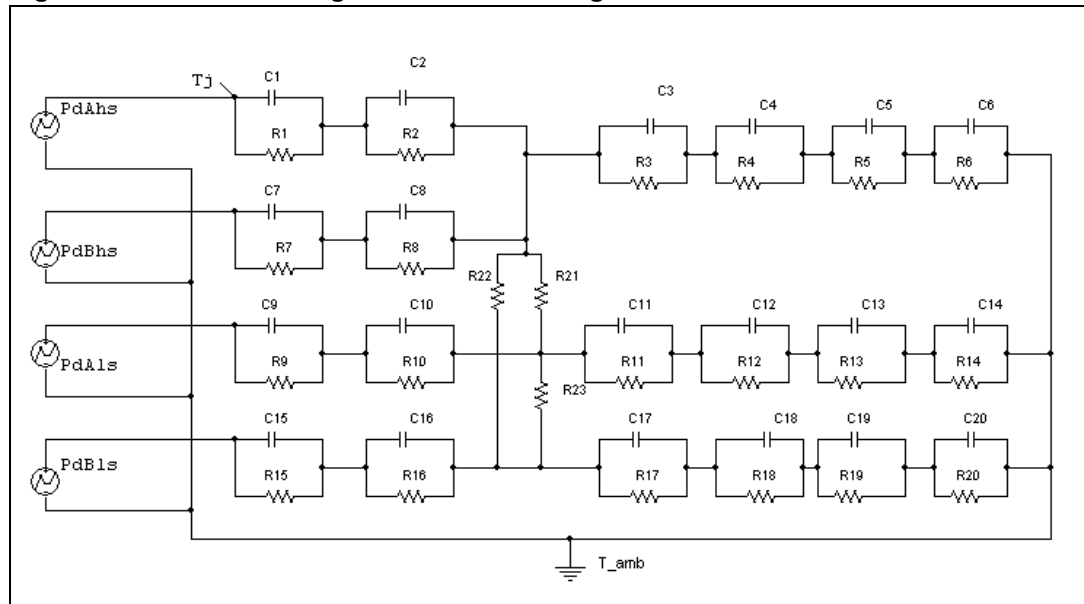 C1
C2
Tj
C3
C4
C5
C6
PdAhs
R1
R2
R3
R4
R5
R6
C7
C8
PdBhs
R7
R8
R22
R21
C9
C10
C11
C12
C13
C14
PdAls
R9
R10
R11
R12
R13
R14
R23
C15
C16
C17
C18
C19
C20
PdBls
R15
R16
R17
R18
R19
R20
T_amb